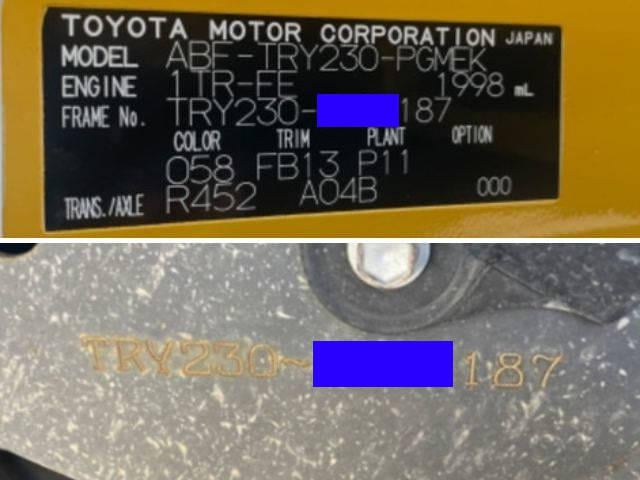 TOYOTA MOTOR CORPORATION JAPAN
MODEL ABF-TRY230-PGMEK
ENGINE 1TR-FE 1998 mL
FRAME No. TRY230- 187
COLOR TRIM PLANT OPTION
058 FB13 P11
TRANS./AXLE R452 A04B 000
TRY230~ 187